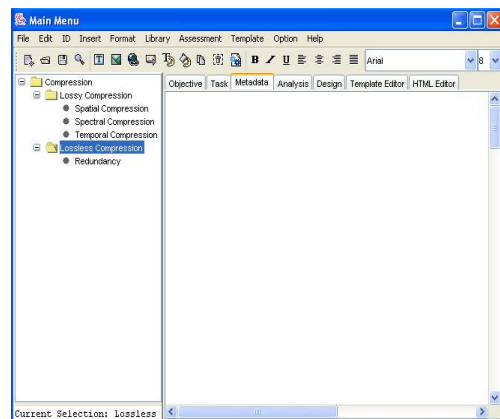 Main Menu
File Edit ID Insert Format Library Assessment Template Option Help
T B I U Arial 8
Compression
Lossy Compression
Spatial Compression
Spectral Compression
Temporal Compression
Lossless Compression
Redundancy
Objective Task Metadata Analysis Design Template Editor HTML Editor
Current Selection: Lossless